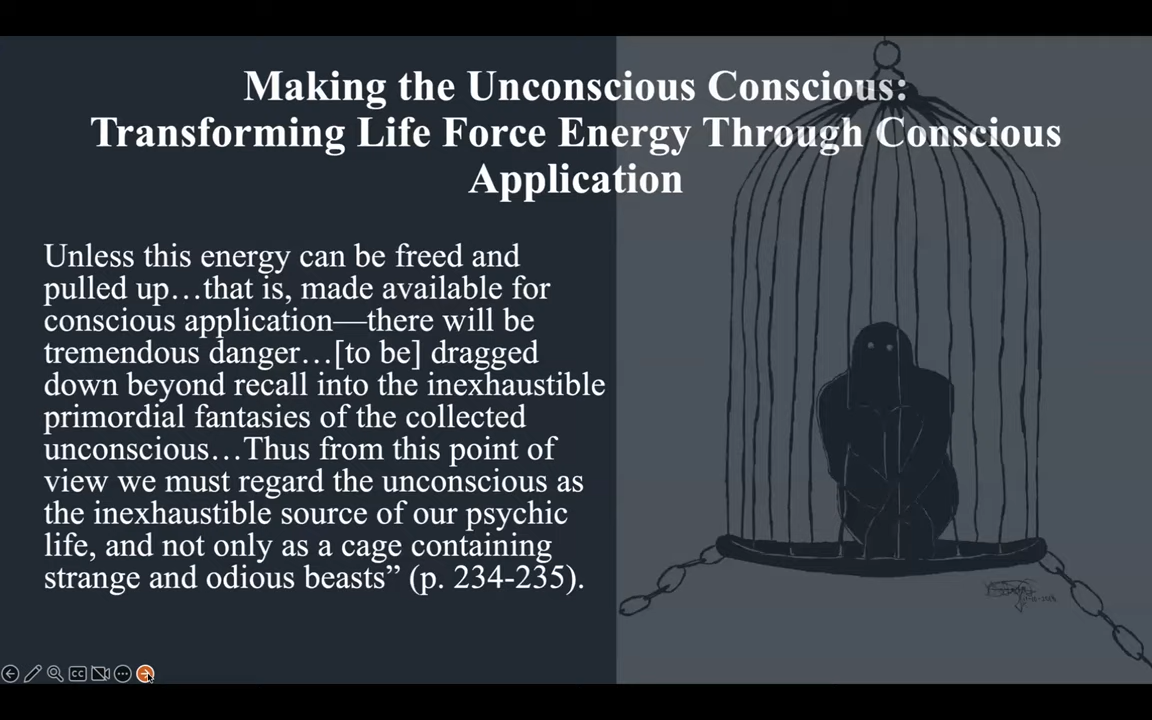 Making the Unconscious Conscious:
Transforming Life Force Energy Through Conscious
Application
Unless this energy can be freed and
pulled up…that is, made available for
conscious application—there will be
tremendous danger…[to be] dragged
down beyond recall into the inexhaustible
primordial fantasies of the collected
unconscious…Thus from this point of
view we must regard the unconscious as
the inexhaustible source of our psychic
life, and not only as a cage containing
strange and odious beasts” (p. 234-235).
CC